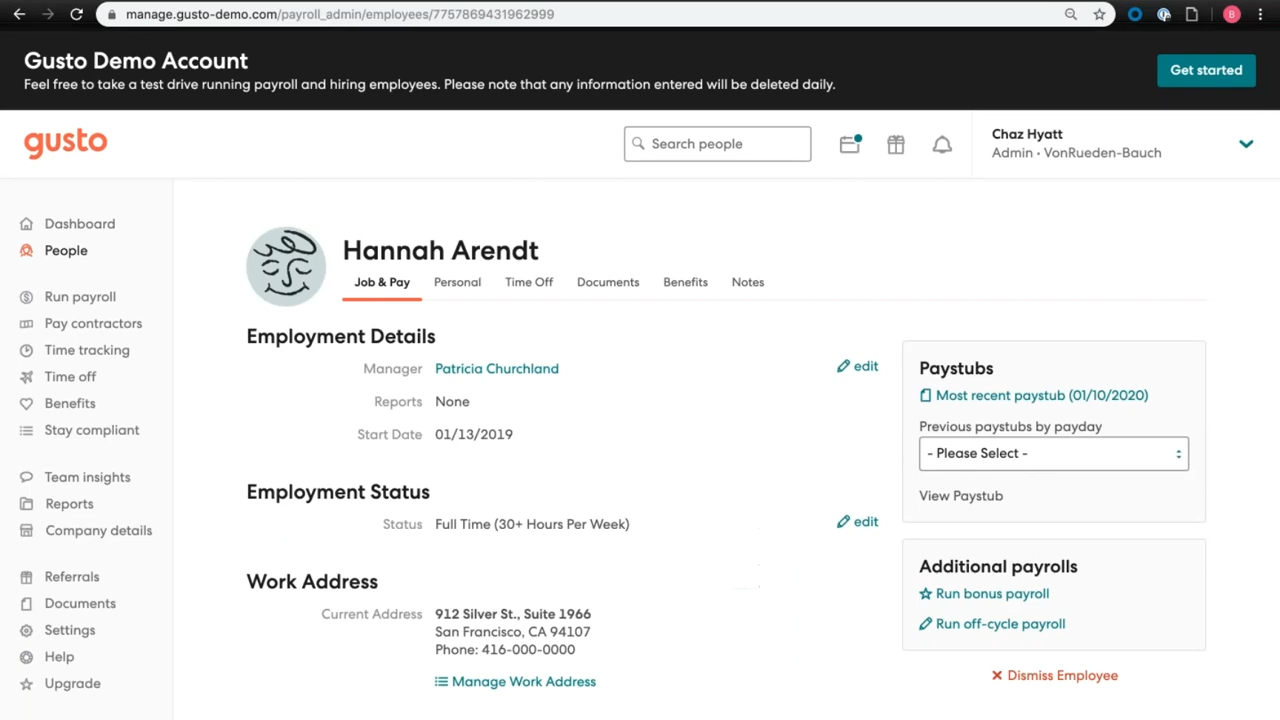 manage.gusto-demo.com/payroll_admin/employees/7757869431962999
B
Gusto Demo Account
Feel free to take a test drive running payroll and hiring employees. Please note that any information entered will be deleted daily.
Get started
gusto
Search people
Chaz Hyatt
Admin • VonRueden-Bauch
Dashboard
People
Run payroll
Pay contractors
Time tracking
Time off
Benefits
Stay compliant
Team insights
Reports
Company details
Referrals
Documents
Settings
Help
Upgrade
Hannah Arendt
Job & Pay
Personal
Time Off
Documents
Benefits
Notes
Employment Details
edit
Manager Patricia Churchland
Reports None
Start Date 01/13/2019
Employment Status
edit
Status Full Time (30+ Hours Per Week)
Work Address
Current Address 912 Silver St., Suite 1966
San Francisco, CA 94107
Phone: 416-000-0000
Manage Work Address
Paystubs
Most recent paystub (01/10/2020)
Previous paystubs by payday
- Please Select -
View Paystub
Additional payrolls
Run bonus payroll
Run off-cycle payroll
Dismiss Employee